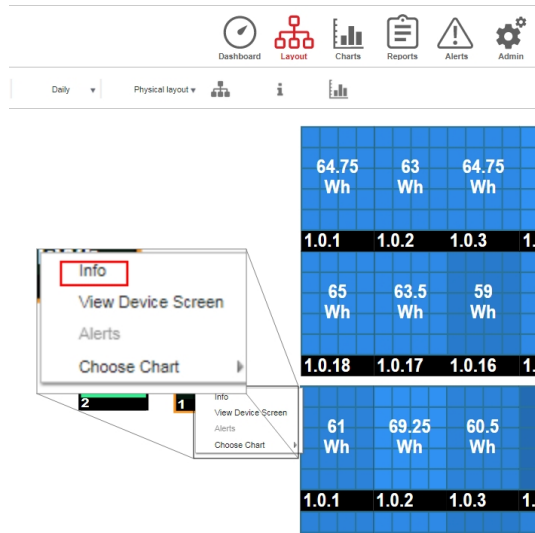 Dashboard Layout Charts Reports Alerts Admin
Daily Physical layout
64.75 Wh 63 Wh 64.75 Wh
1.0.1 1.0.2 1.0.3 1.
65 Wh 63.5 Wh 59 Wh
1.0.18 1.0.17 1.0.16 1.
Info
View Device Screen
Alerts
Choose Chart
2 1
Info
View Device Screen
Alerts
Choose Chart
61 Wh 69.25 Wh 60.5 Wh
1.0.1 1.0.2 1.0.3 1.